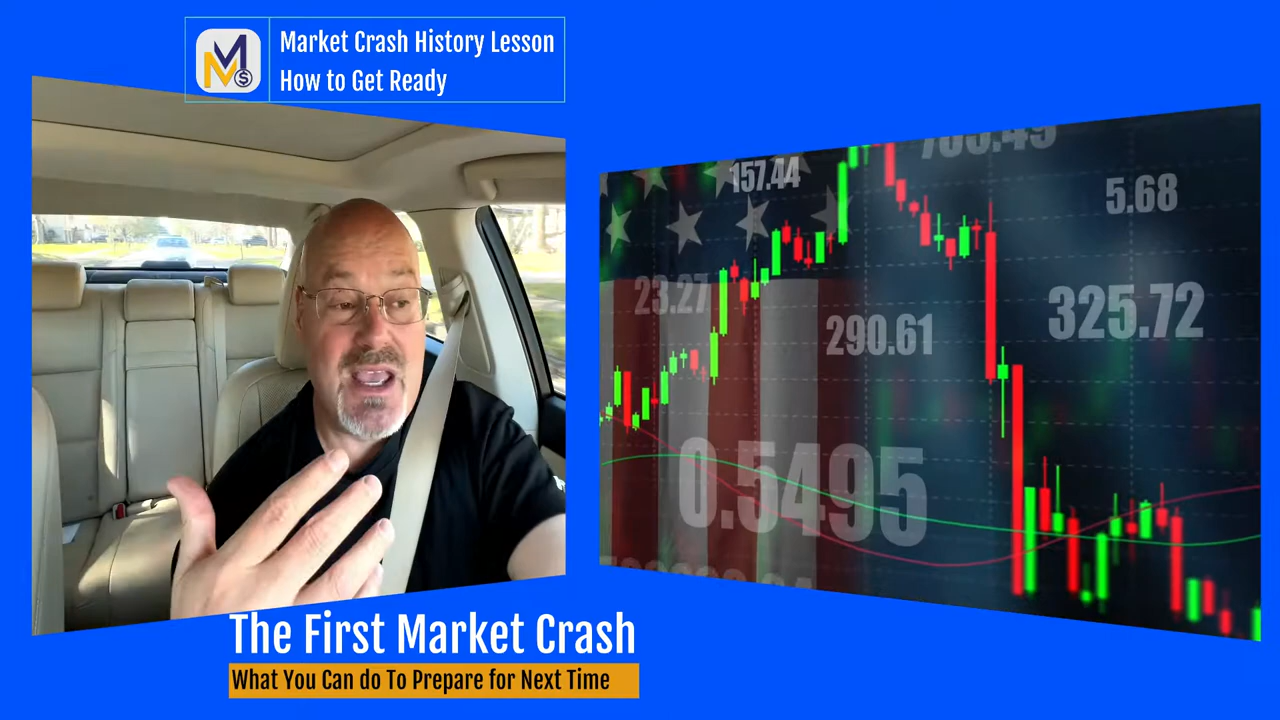 Market Crash History Lesson
How to Get Ready
157.44
5.68
23.27
290.61
325.72
0.5495
The First Market Crash
What You Can do To Prepare for Next Time